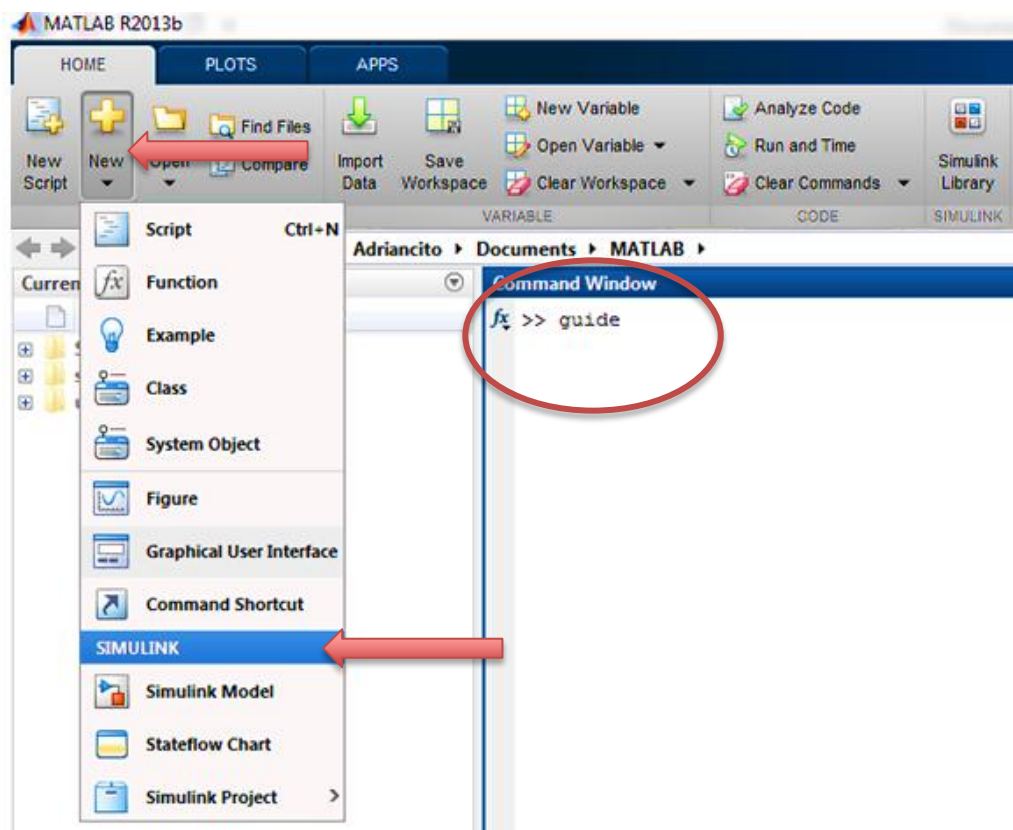 MATLAB R2013b
HOME PLOTS APPS
New Script
New
Open
Find Files
Compare
Import Data
Save Workspace
New Variable
Open Variable
Clear Workspace
Analyze Code
Run and Time
Clear Commands
Simulink Library
VARIABLE
CODE
SIMULINK
Adriancito Documents MATLAB
Script Ctrl+N
Function
Example
Class
System Object
Figure
Graphical User Interface
Command Shortcut
SIMULINK
Simulink Model
Stateflow Chart
Simulink Project
Command Window
fx >> guide